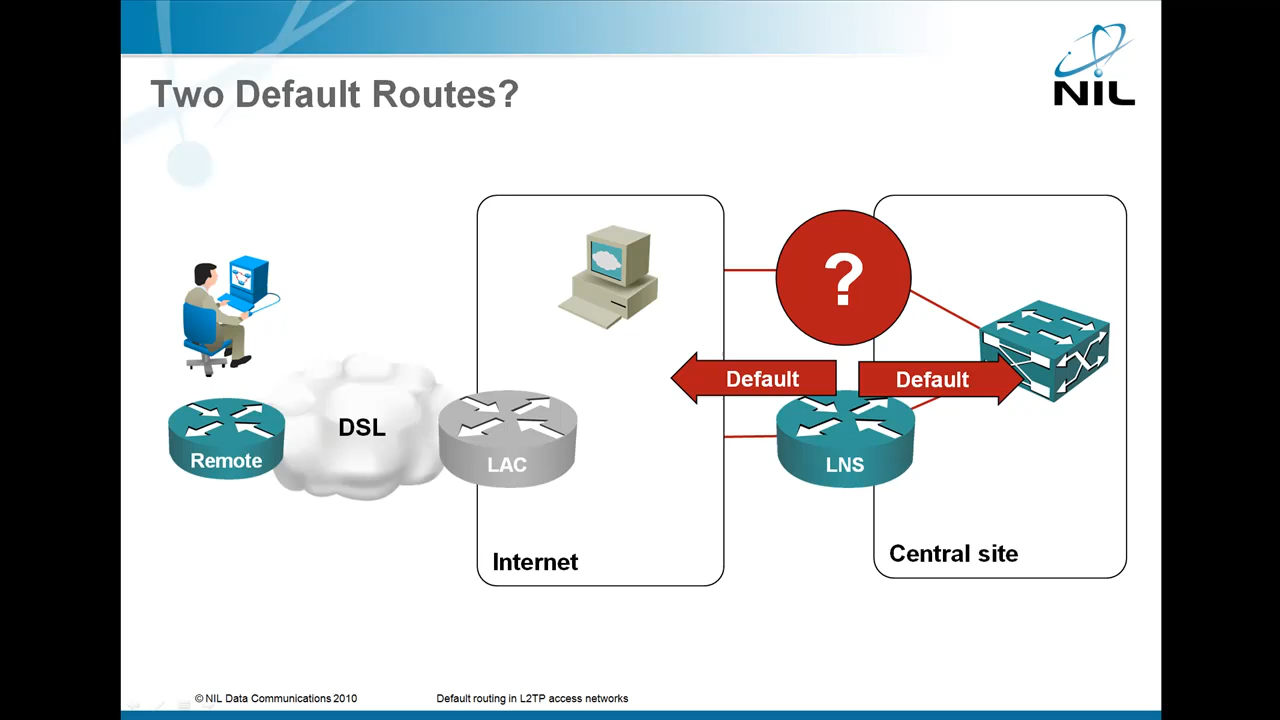 Two Default Routes?
NIL
?
Default
Default
DSL
Remote
LAC
LNS
Internet
Central site
© NIL Data Communications 2010
Default routing in L2TP access networks